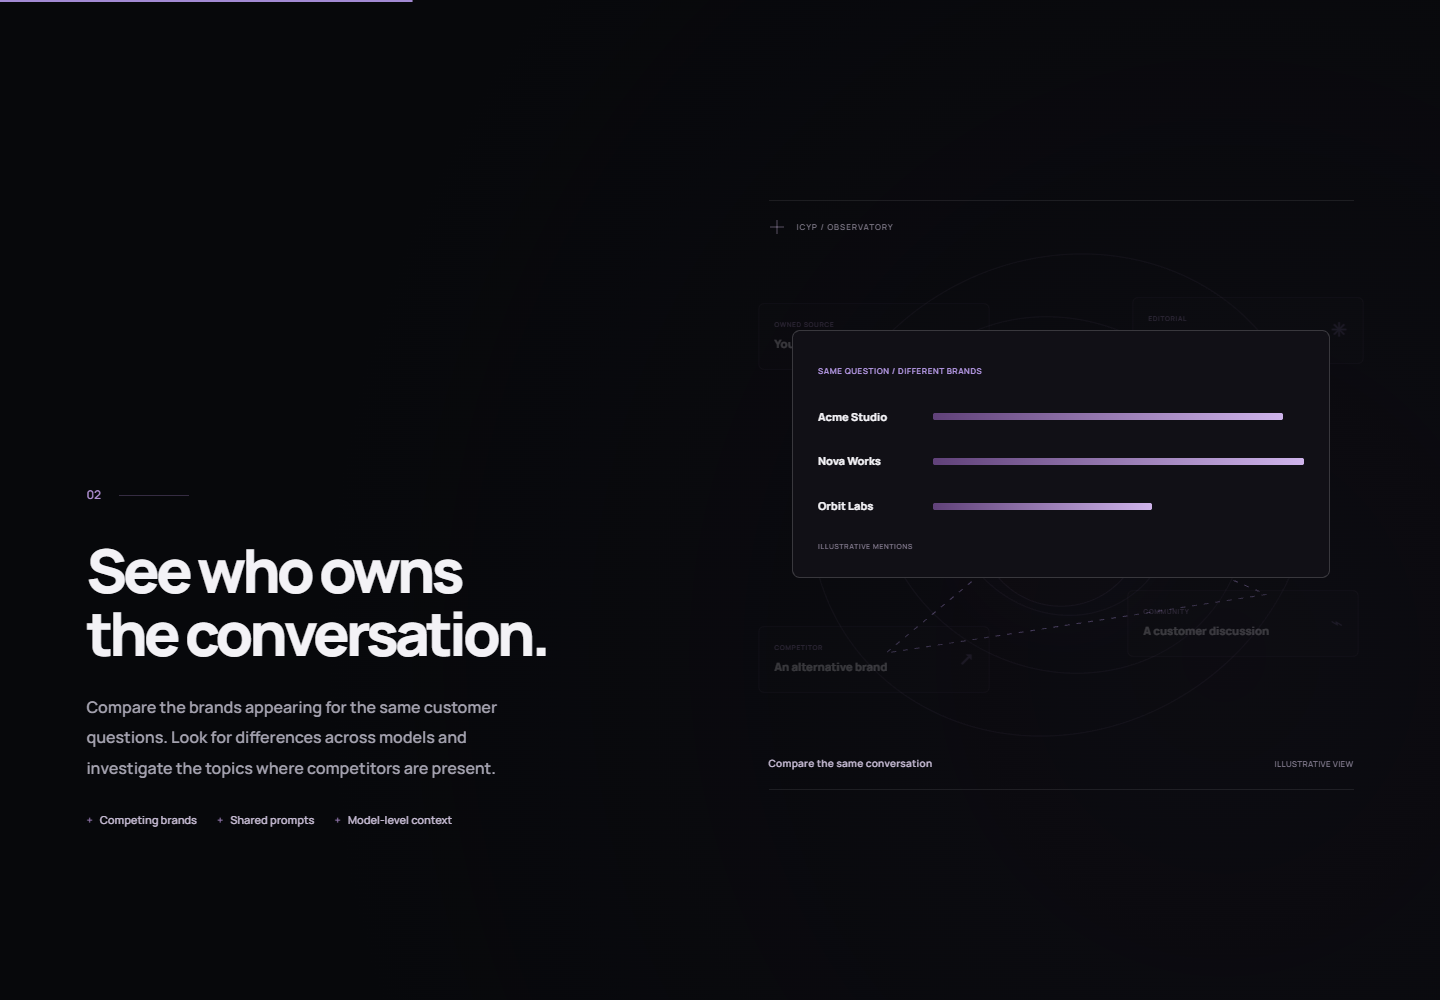 ICYP / OBSERVATORY
OWNED SOURCE
You
EDITORIAL
SAME QUESTION / DIFFERENT BRANDS
Acme Studio
Nova Works
Orbit Labs
ILLUSTRATIVE MENTIONS
COMMUNITY
A customer discussion
COMPETITOR
An alternative brand
Compare the same conversation
ILLUSTRATIVE VIEW
02
See who owns
the conversation.
Compare the brands appearing for the same customer
questions. Look for differences across models and
investigate the topics where competitors are present.
+ Competing brands + Shared prompts + Model-level context